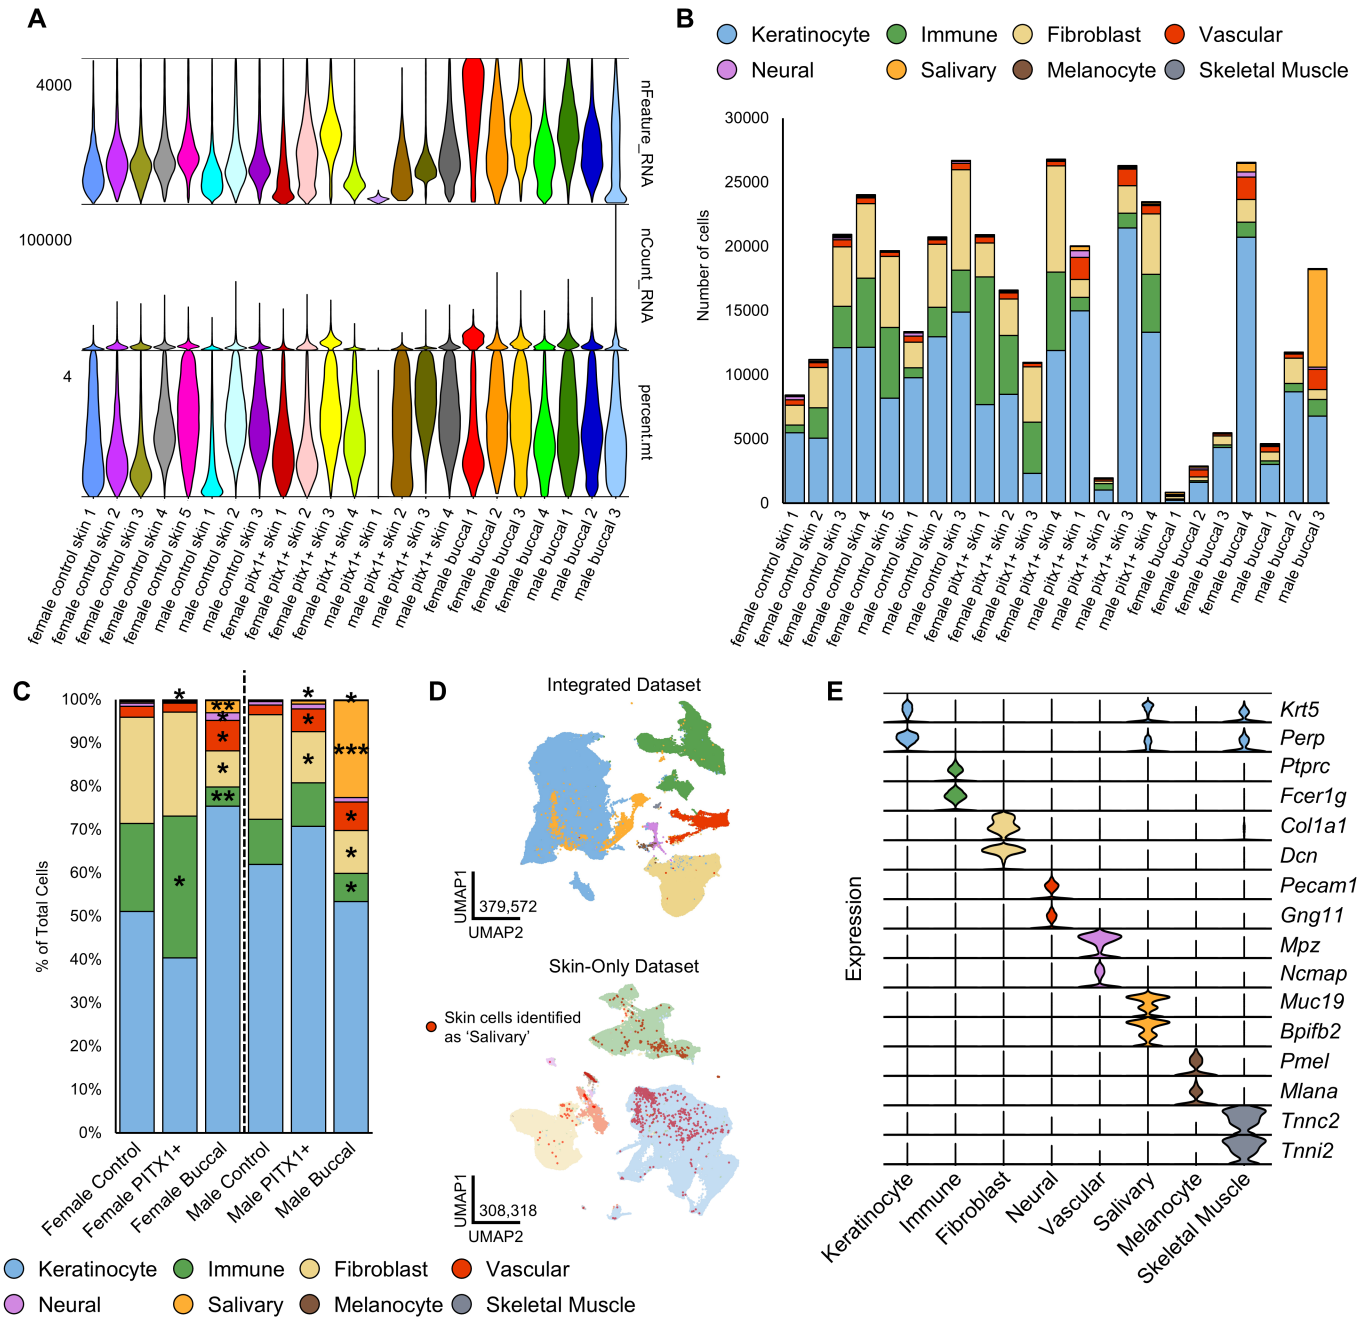 A
4000
nFeature_RNA
100000
nCount_RNA
4
percent.mt
female control skin 1
female control skin 2
female control skin 3
female control skin 4
female control skin 5
male control skin 1
male control skin 2
male control skin 3
female pitx1+ skin 1
female pitx1+ skin 2
female pitx1+ skin 3
female pitx1+ skin 4
male pitx1+ skin 1
male pitx1+ skin 2
male pitx1+ skin 3
male pitx1+ skin 4
female buccal 1
female buccal 2
female buccal 3
female buccal 4
male buccal 1
male buccal 2
male buccal 3
B
Keratinocyte Immune Fibroblast Vascular
Neural Salivary Melanocyte Skeletal Muscle
Number of cells
30000
25000
20000
15000
10000
5000
0
female control skin 1
female control skin 2
female control skin 3
female control skin 4
female control skin 5
male control skin 1
male control skin 2
male control skin 3
female pitx1+ skin 1
female pitx1+ skin 2
female pitx1+ skin 3
female pitx1+ skin 4
male pitx1+ skin 1
male pitx1+ skin 2
male pitx1+ skin 3
male pitx1+ skin 4
female buccal 1
female buccal 2
female buccal 3
female buccal 4
male buccal 1
male buccal 2
male buccal 3
C
% of Total Cells
100%
90%
80%
70%
60%
50%
40%
30%
20%
10%
0%
*
*
**
*
*
*
**
*
*
*
*
***
*
*
*
Female Control
Female PITX1+
Female Buccal
Male Control
Male PITX1+
Male Buccal
Keratinocyte Immune Fibroblast Vascular
Neural Salivary Melanocyte Skeletal Muscle
D
Integrated Dataset
UMAP1
379,572
UMAP2
Skin-Only Dataset
Skin cells identified
as ‘Salivary’
UMAP1
308,318
UMAP2
E
Expression
Krt5
Perp
Ptprc
Fcer1g
Col1a1
Dcn
Pecam1
Gng11
Mpz
Ncmap
Muc19
Bpifb2
Pmel
Mlana
Tnnc2
Tnni2
Keratinocyte
Immune
Fibroblast
Neural
Vascular
Salivary
Melanocyte
Skeletal Muscle